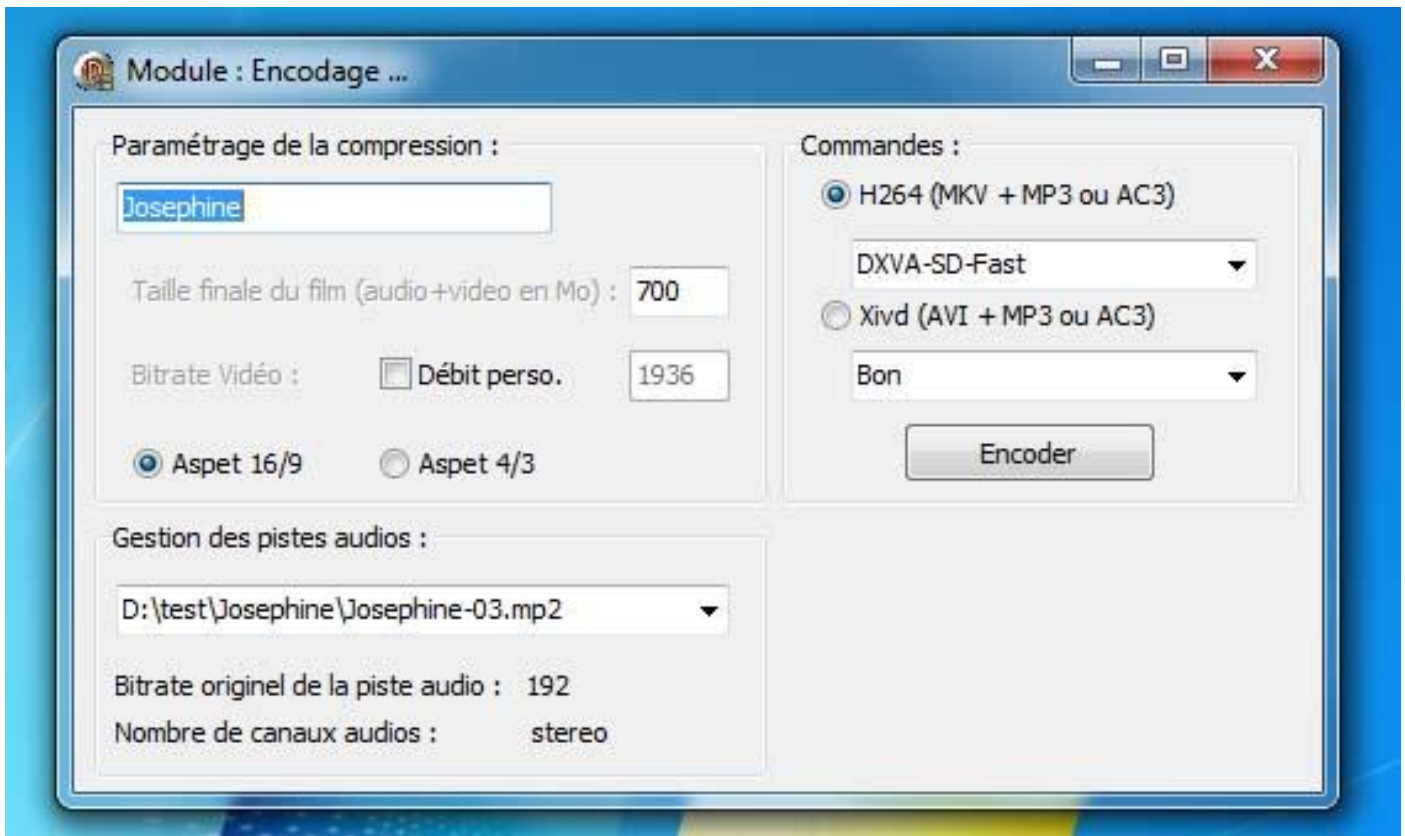 Module : Encodage ...
Paramétrage de la compression :
Josephine
Taille finale du film (audio+video en Mo) : 700
Bitrate Vidéo : Débit perso. 1936
Aspet 16/9 Aspet 4/3
Commandes :
H264 (MKV + MP3 ou AC3)
DXVA-SD-Fast
Xivd (AVI + MP3 ou AC3)
Bon
Encoder
Gestion des pistes audios :
D:\test\Josephine\Josephine-03.mp2
Bitrate originel de la piste audio : 192
Nombre de canaux audios : stereo